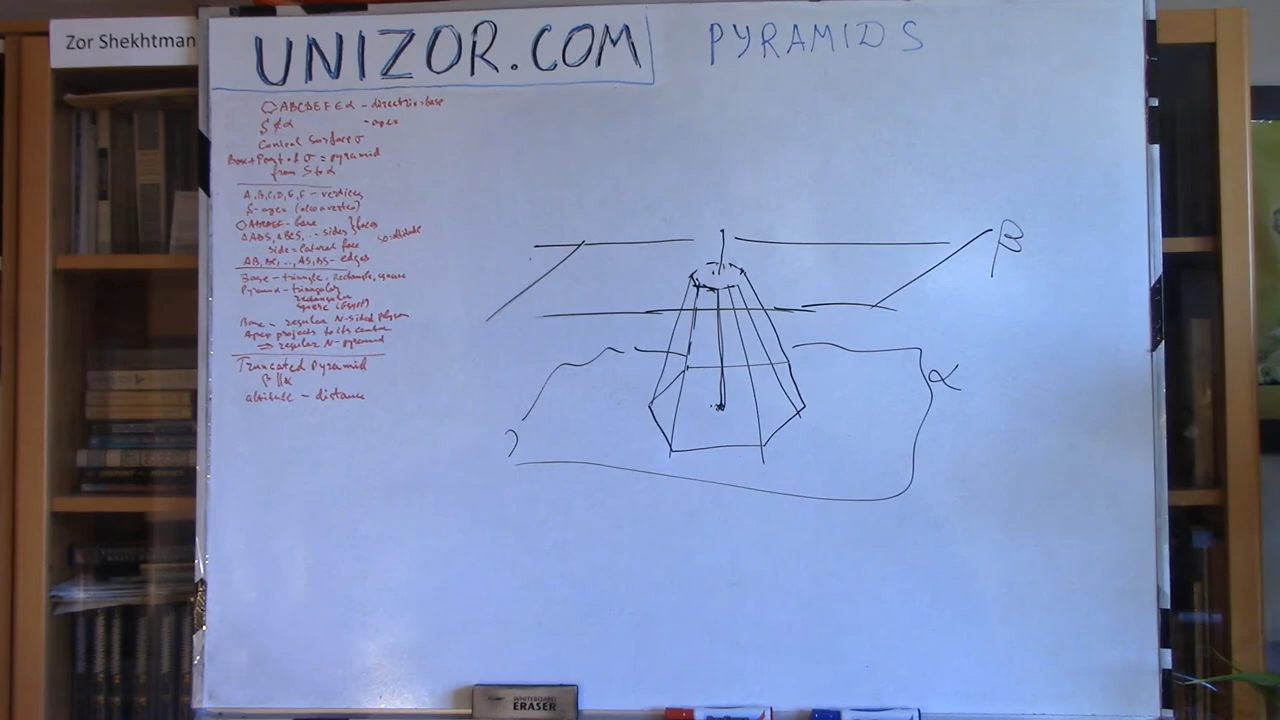 Zor Shekhtman
UNIZOR.COM
PYRAMIDS
ABCDEF ∈ α - directrix-base
S ∉ α - apex
Conical surface σ
Base + Part of σ = pyramid
from S to α
A, B, C, D, E, F - vertices
S - apex (also a vertex)
ABCDEF - base
ΔABS, ΔBCS, ... - sides } faces
side = lateral face
AB, BC, ..., AS, BS - edges
Base - triangle, rectangle, square
Pyramid - triangular
rectangular
square (Egypt)
Base - regular N-sided polygon
Apex projects to its center
⇒ regular N-pyramid
Truncated pyramid
β || α
altitude - distance
β
α
WHITEBOARD
ERASER